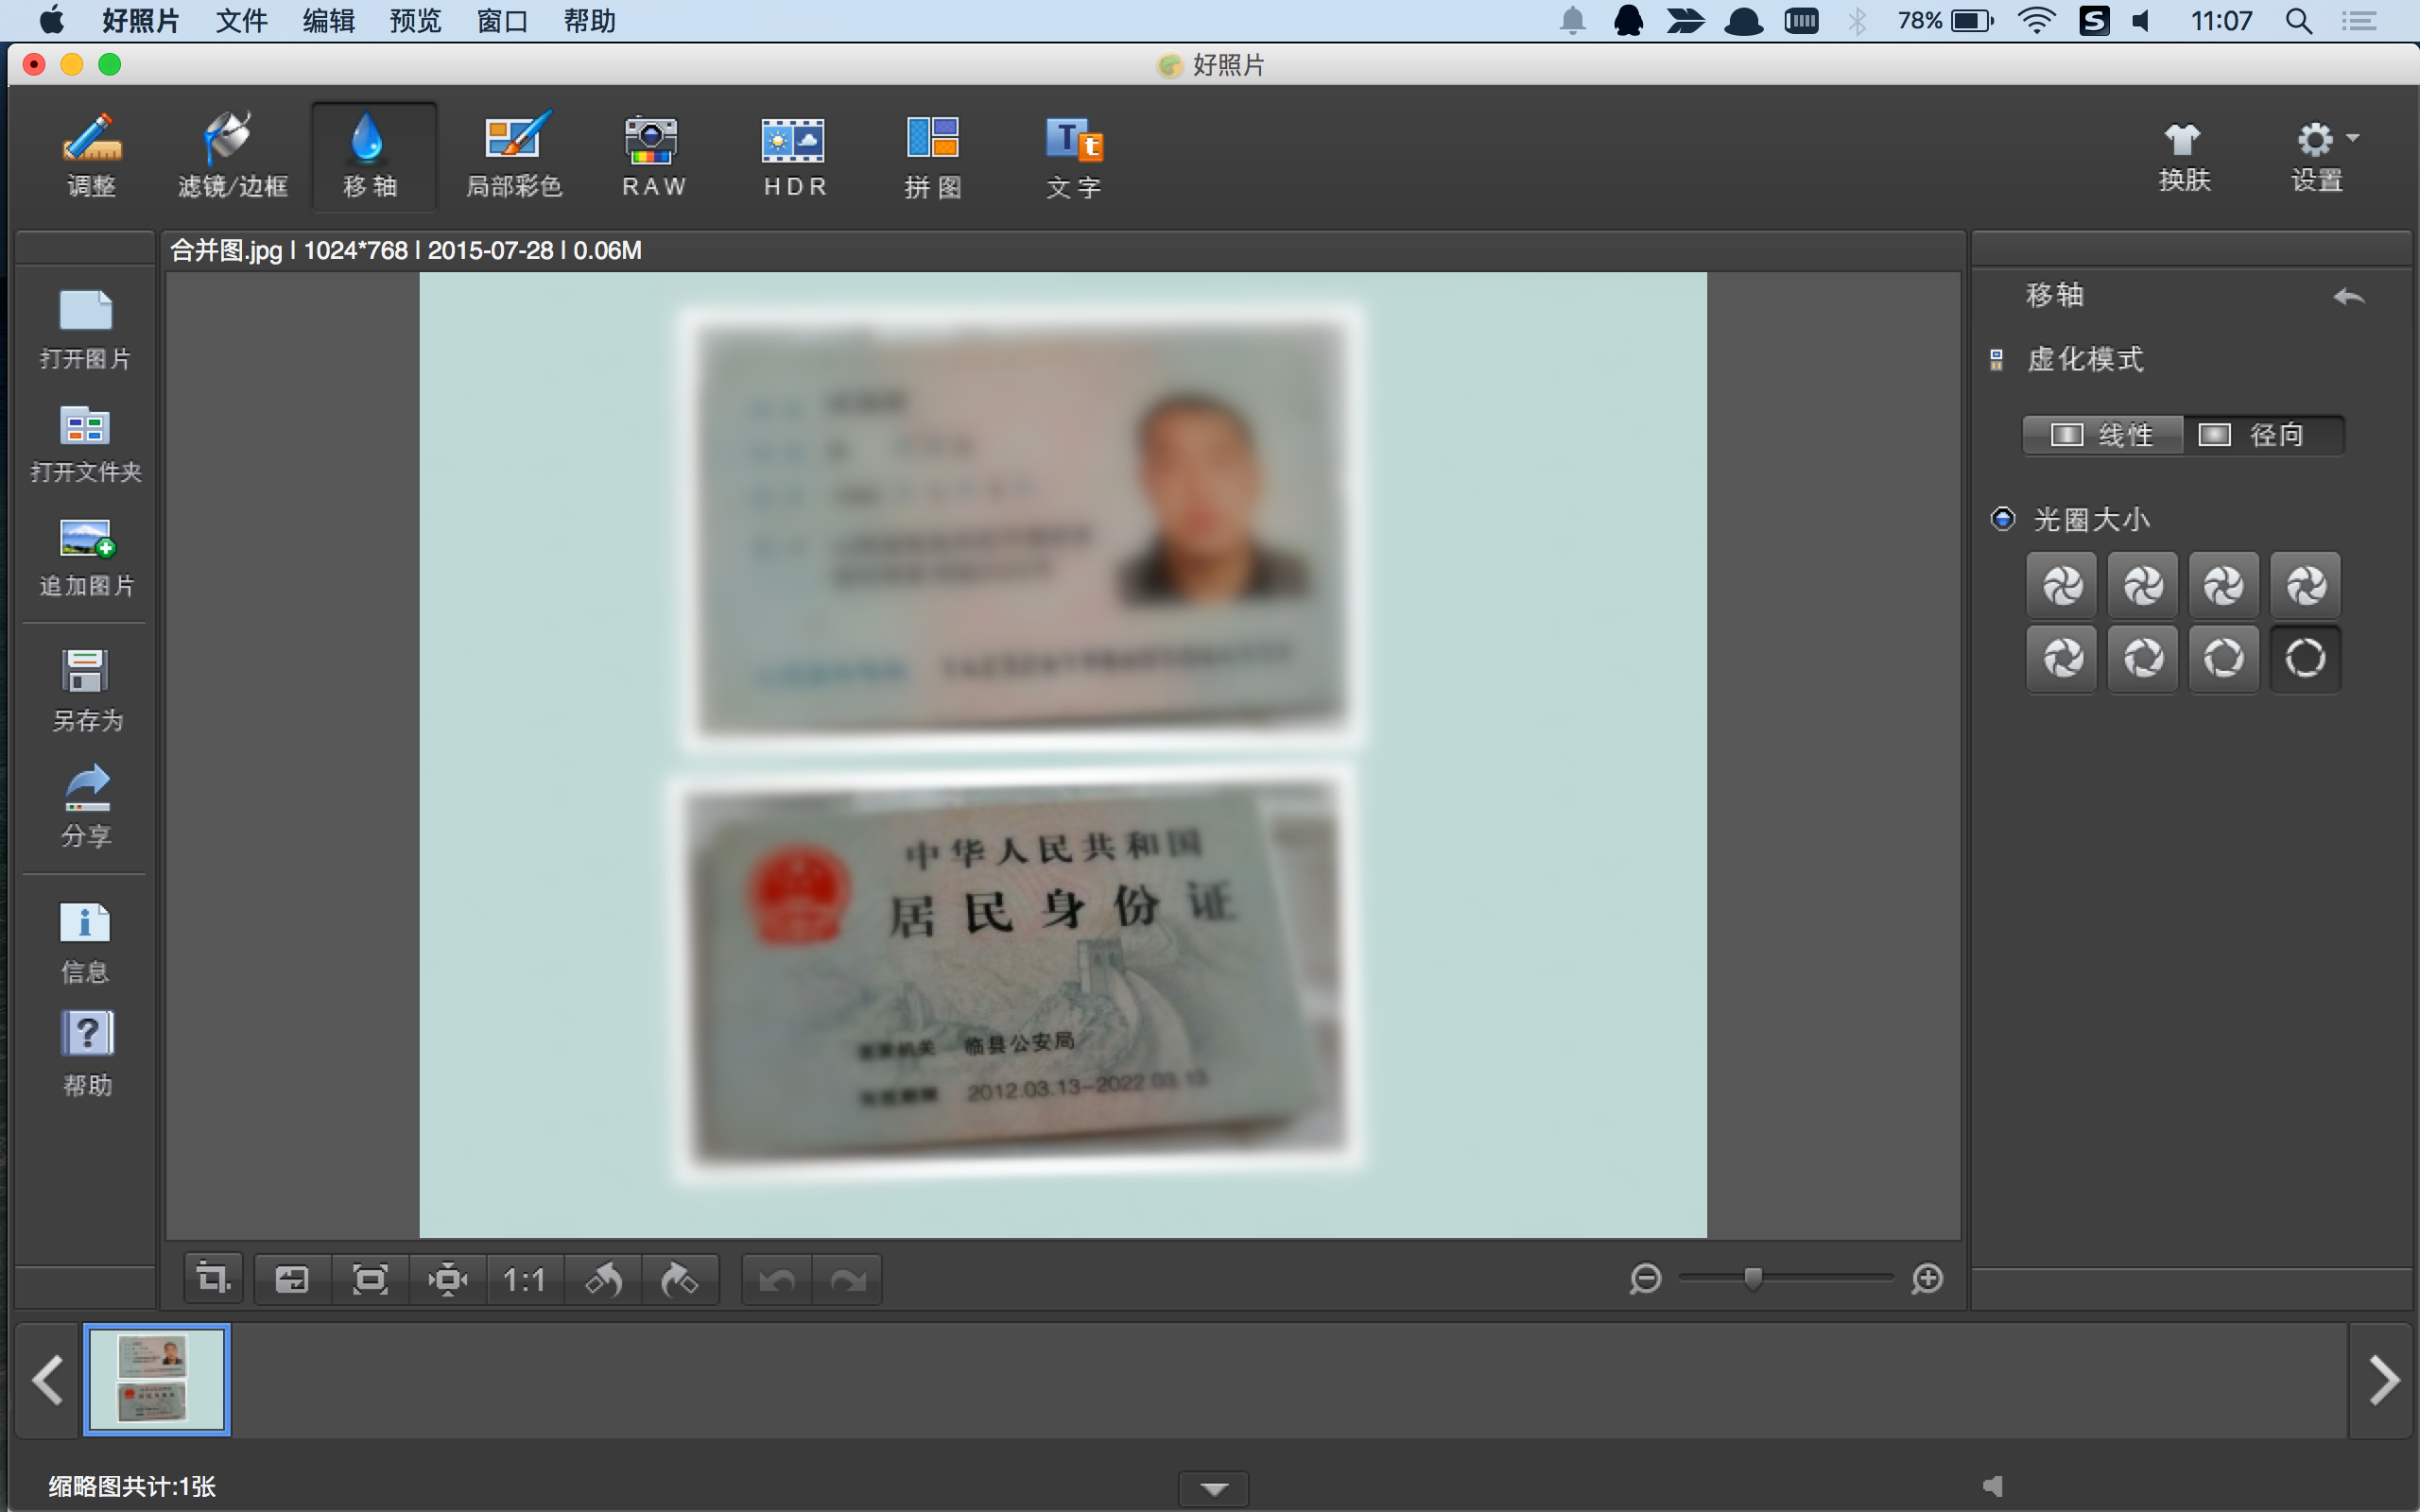 好照片 文件 编辑 预览 窗口 帮助 78% 11:07
好照片
调整 滤镜/边框 移轴 局部彩色 RAW HDR 拼图 文字 换肤 设置
合并图.jpg | 1024*768 | 2015-07-28 | 0.06M
打开图片
打开文件夹
追加图片
另存为
分享
信息
帮助
中华人民共和国
居民身份证
机关 临县公安局
2012.03.13-2022.03.13
移轴
虚化模式
线性 径向
光圈大小
1:1
缩略图共计:1张